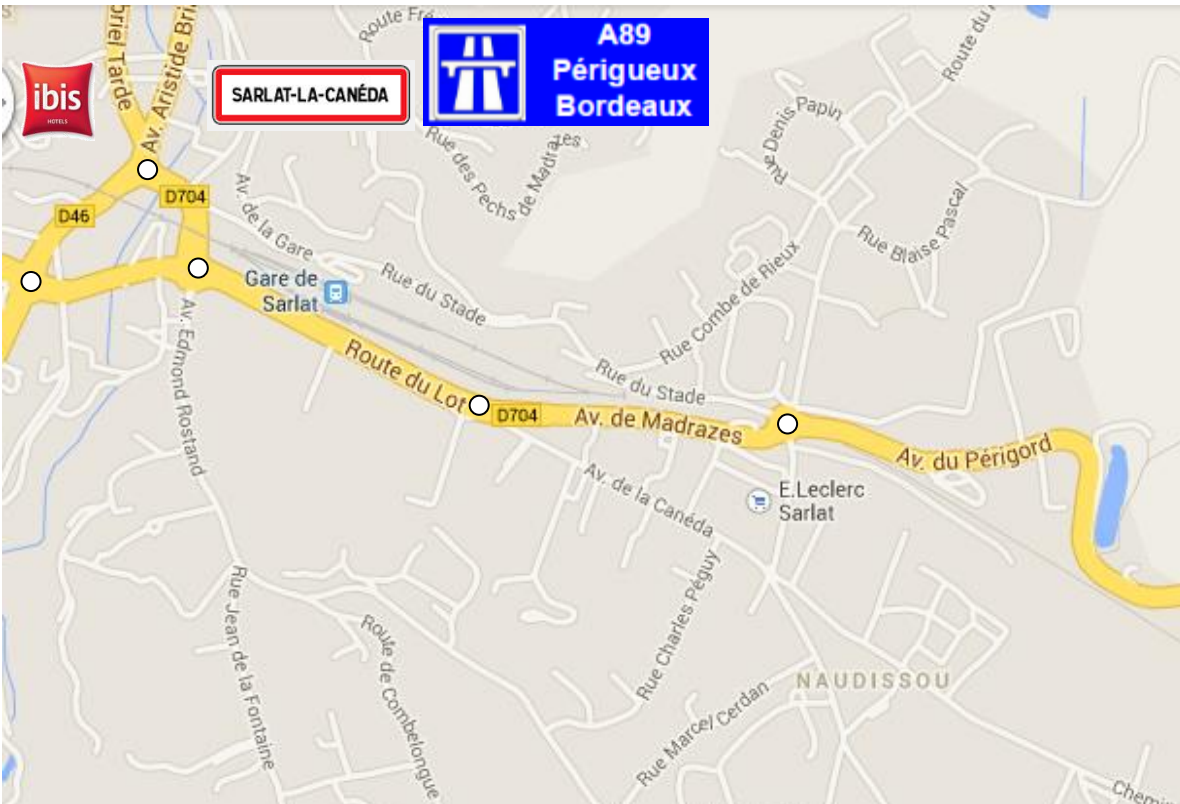 Route Fré
ibis
HOTELS
SARLAT-LA-CANÉDA
A89
Périgueux
Bordeaux
Route du
riel Tarde
Av. Aristide Bri
Rue des Pechs
de Madrazes
Rue Denis Papin
D704
D46
Av. de la Gare
Rue Blaise Pascal
Gare de
Sarlat
Rue du Stade
Rue Combe de Rieux
Av. Edmond Rostand
Route du Lot
D704
Rue du Stade
Av. de Madrazes
Av. du Périgord
Av. de la Canéda
E.Leclerc
Sarlat
Rue Jean de la Fontaine
Route de Combelongue
Rue Charles Péguy
Rue Marcel Cerdan
NAUDISSOU
Chemi